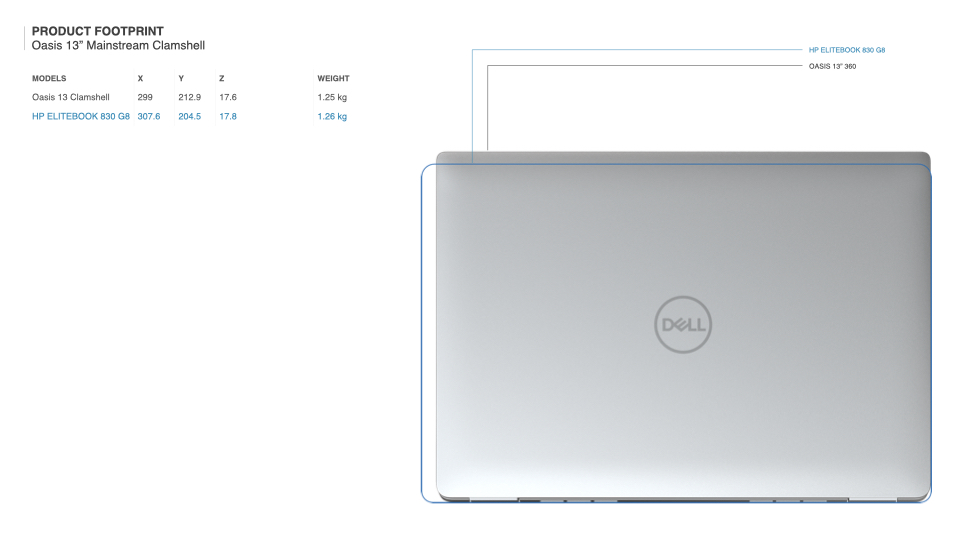 PRODUCT FOOTPRINT
Oasis 13” Mainstream Clamshell
MODELS X Y Z WEIGHT
Oasis 13 Clamshell 299 212.9 17.6 1.25 kg
HP ELITEBOOK 830 G8 307.6 204.5 17.8 1.26 kg
HP ELITEBOOK 830 G8
OASIS 13” 360
DELL